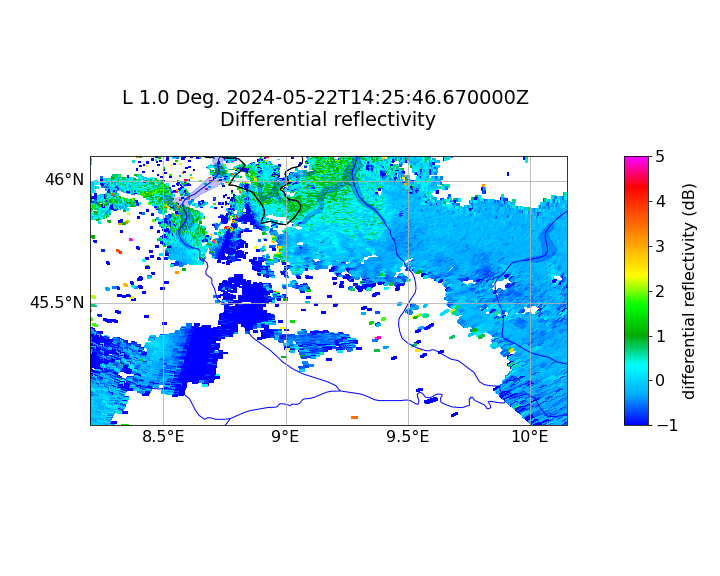 L 1.0 Deg. 2024-05-22T14:25:46.670000Z
Differential reflectivity
46°N
45.5°N
8.5°E
9°E
9.5°E
10°E
5
4
3
2
1
0
−1
differential reflectivity (dB)